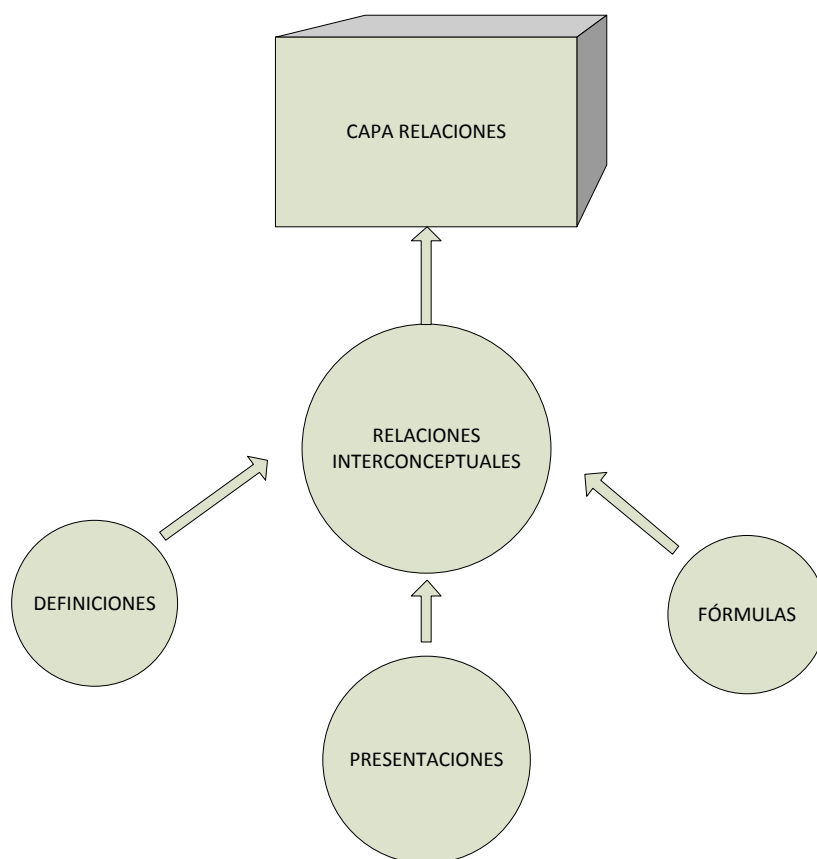 CAPA RELACIONES
RELACIONES
INTERCONCEPTUALES
DEFINICIONES
FÓRMULAS
PRESENTACIONES